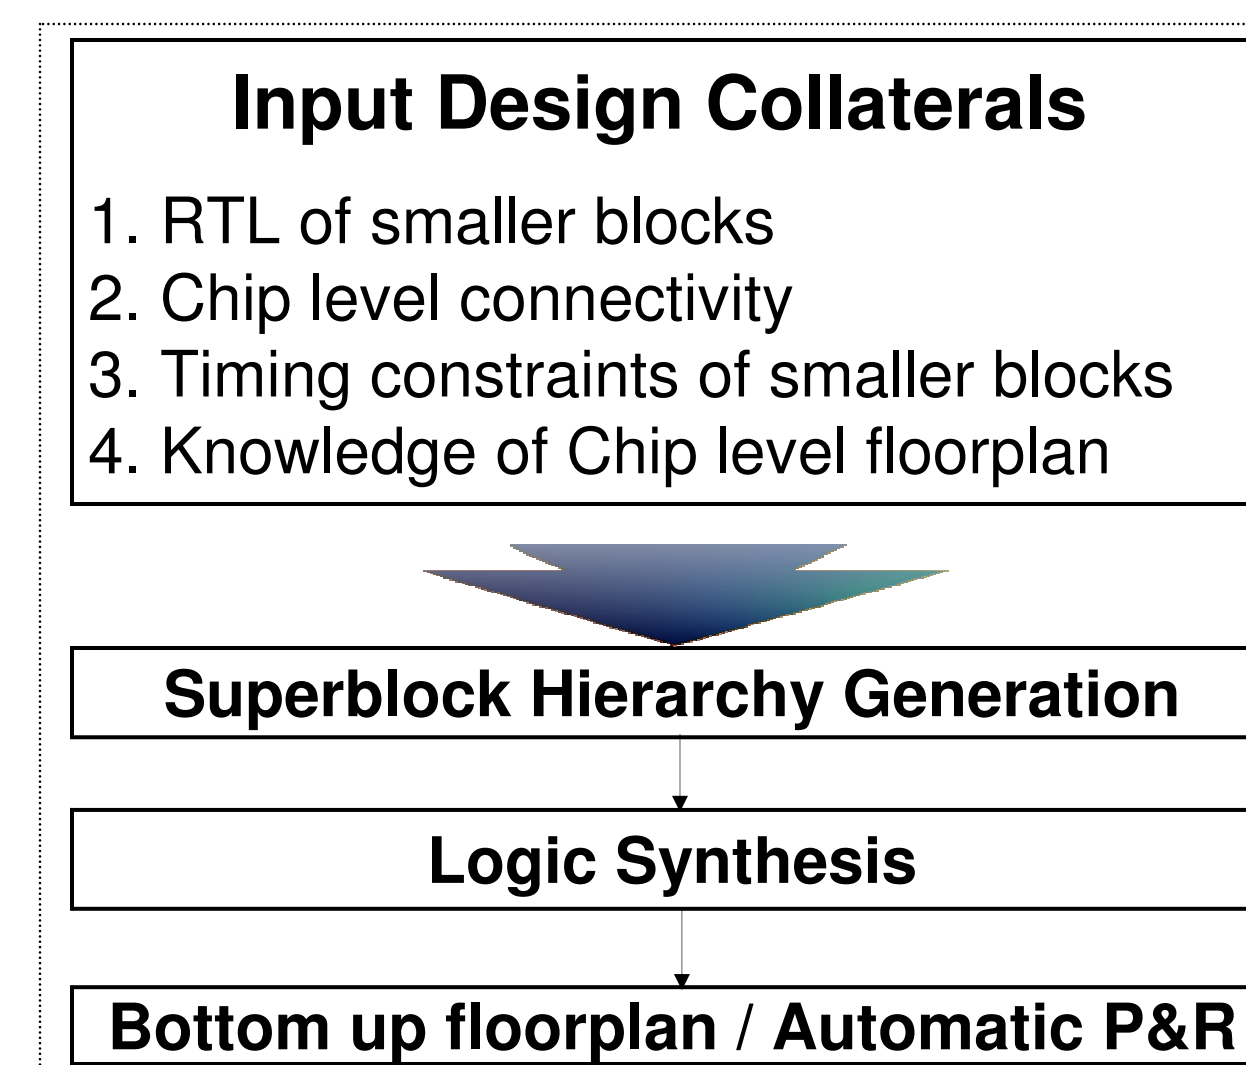 Input Design Collaterals
1. RTL of smaller blocks
2. Chip level connectivity
3. Timing constraints of smaller blocks
4. Knowledge of Chip level floorplan
Superblock Hierarchy Generation
Logic Synthesis
Bottom up floorplan / Automatic P&R